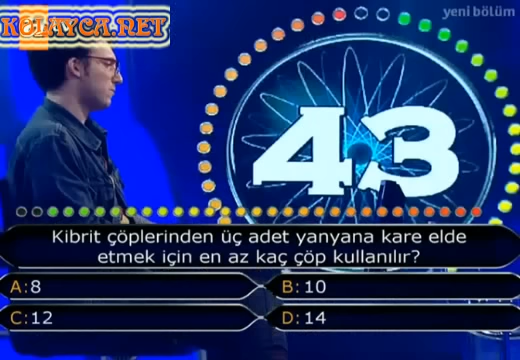 KOLAYCA.NET
yeni bölüm
43
Kibrit çöplerinden üç adet yanyana kare elde
etmek için en az kaç çöp kullanılır?
A:8
B:10
C:12
D:14